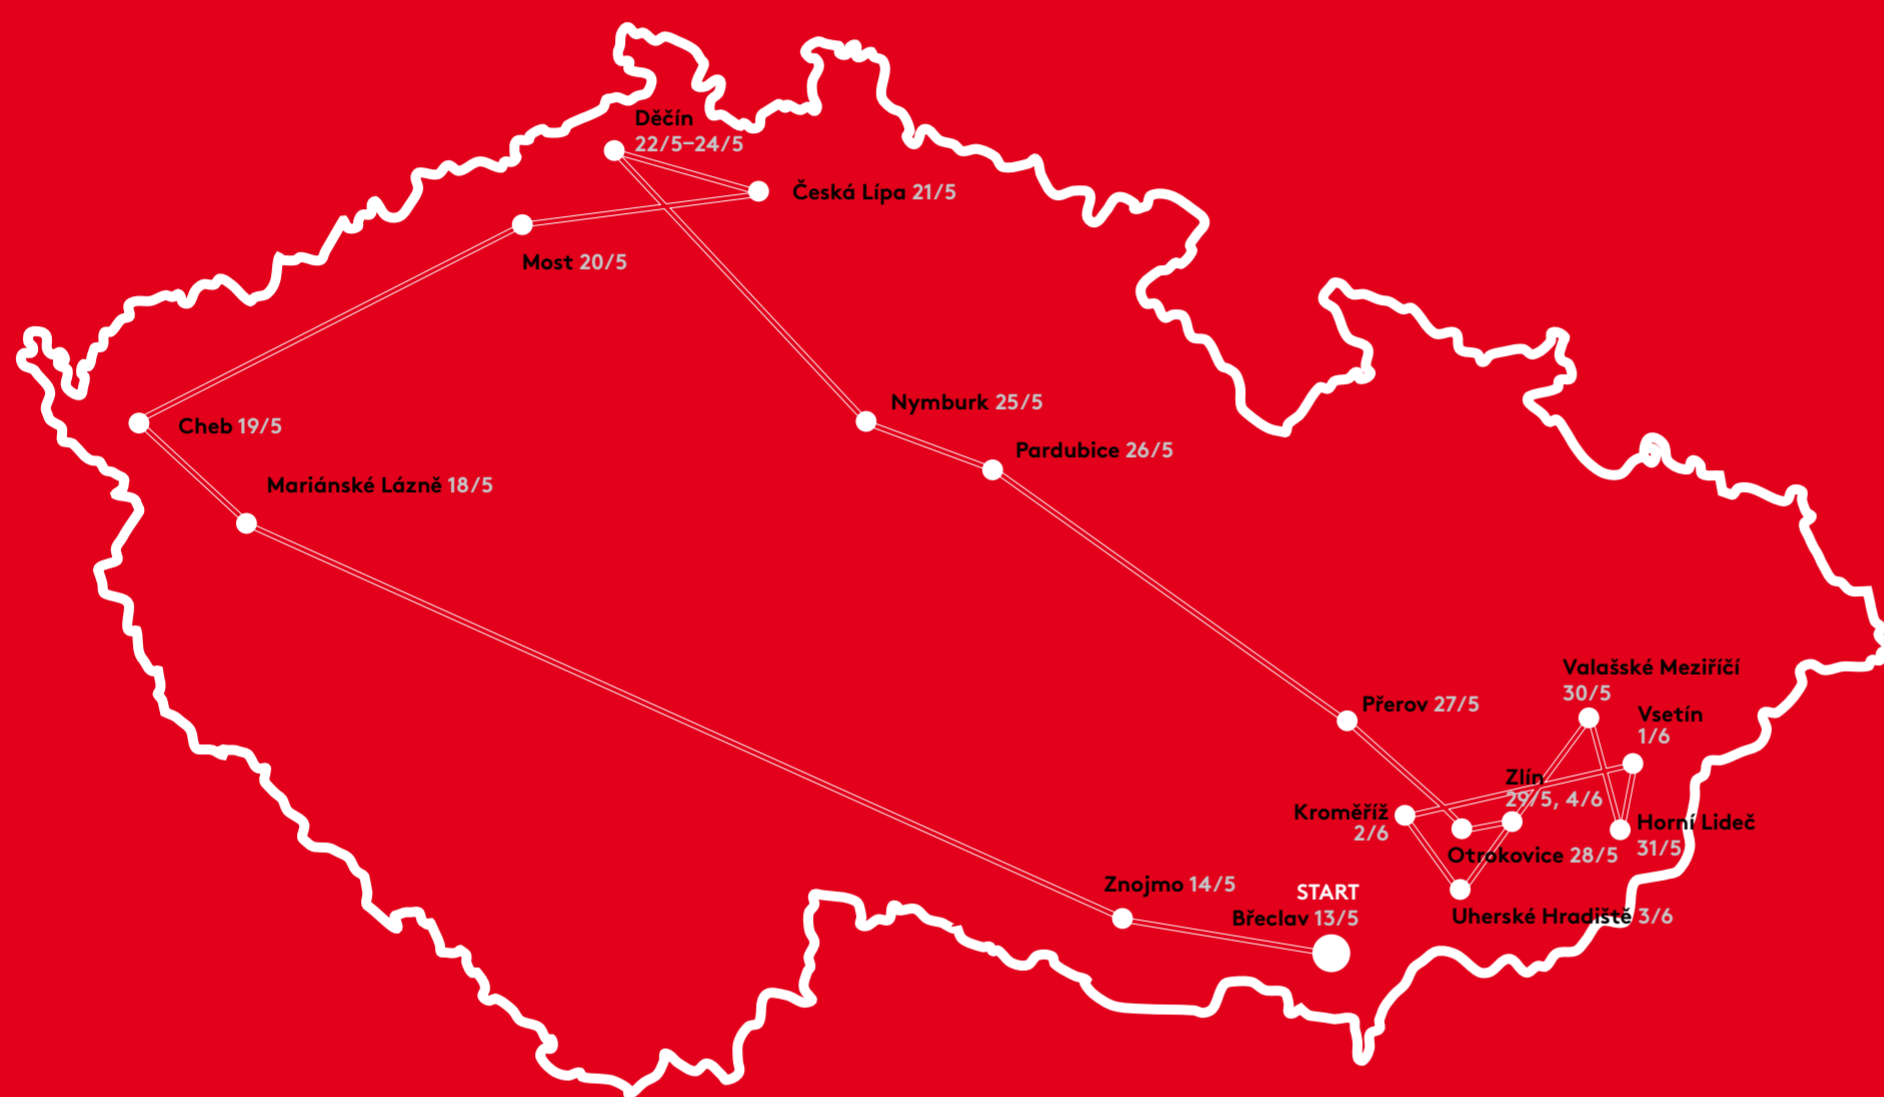 Děčín
22/5–24/5
Česká Lípa 21/5
Most 20/5
Nymburk 25/5
Cheb 19/5
Pardubice 26/5
Mariánské Lázně 18/5
Valašské Meziříčí
30/5
Přerov 27/5
Vsetín
1/6
Zlín
29/5, 4/6
Kroměříž
2/6
Horní Lideč
31/5
Otrokovice 28/5
Znojmo 14/5
START
Břeclav 13/5
Uherské Hradiště 3/6